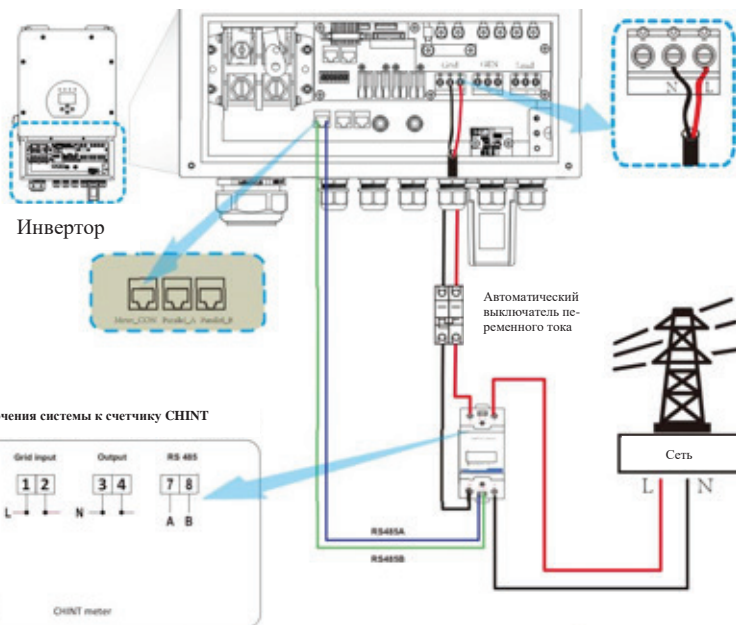 Grid
GEN
Load
N
L
Инвертор
Meter_CON
Parallel_A
Parallel_B
Автоматический
выключатель пе-
ременного тока
чения системы к счетчику CHINT
Grid input
Output
RS 485
1 2
3 4
7 8
L
N
A B
CHINT meter
RS485A
RS485B
Сеть
L N